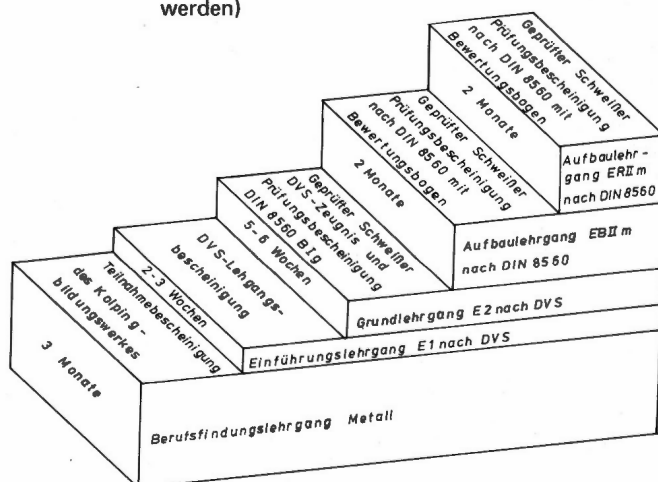 werden)
Geprüfter Schweißer
Prüfungsbescheinigung
nach DIN 8560 mit
Bewertungsbogen
2 Monate
Aufbaulehr-
gang ERII m
nach DIN 8560
Geprüfter Schweißer
Prüfungsbescheinigung
nach DIN 8560 mit
Bewertungsbogen
2 Monate
Aufbaulehrgang EBII m
nach DIN 8560
Geprüfter Schweißer
DVS-Zeugnis und
Prüfungsbescheinigung
DIN 8560 BIg
5-6 Wochen
Grundlehrgang E2 nach DVS
DVS-Lehgangs-
bescheinigung
2-3 Wochen
Einführungslehrgang E1 nach DVS
Teilnahmebescheinigung
des Kolping-
bildungswerkes
3 Monate
Berufsfindungslehrgang Metall